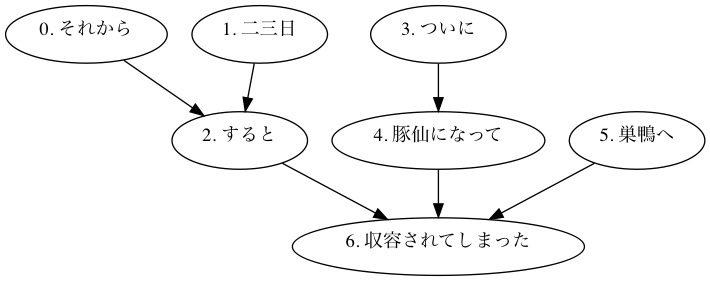 0. それから
1. 二三日
3. ついに
2. すると
4. 豚仙になって
5. 巣鴨へ
6. 収容されてしまった